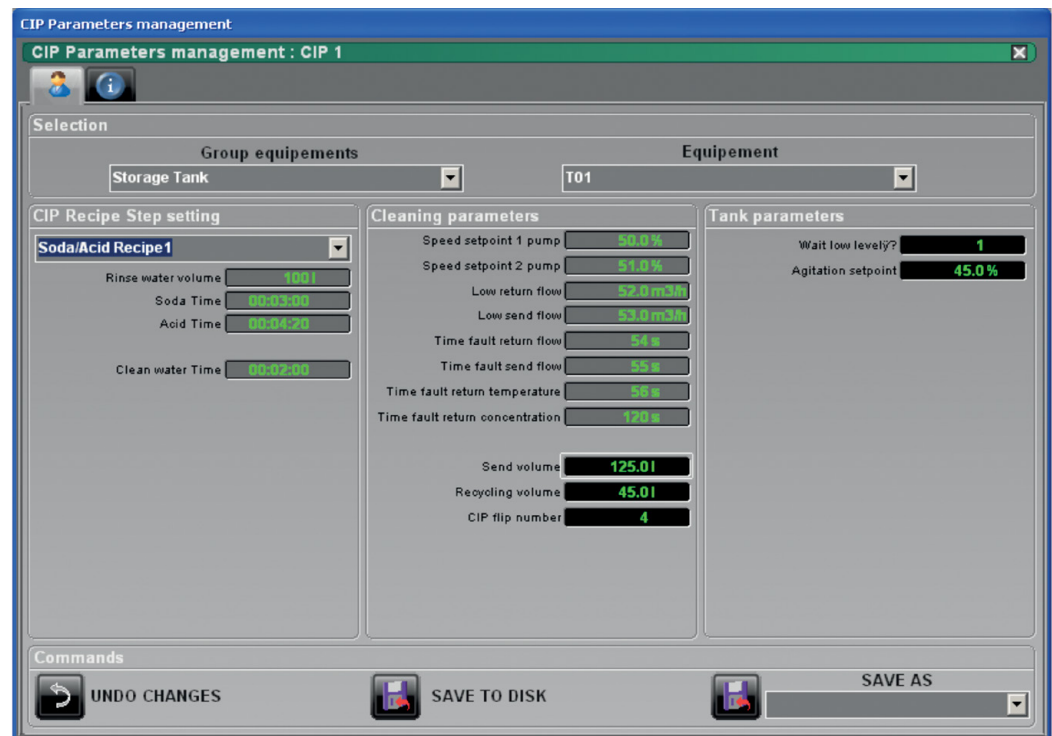 CIP Parameters management
CIP Parameters management : CIP 1
Selection
Group equipements
Equipement
Storage Tank
T01
CIP Recipe Step setting
Soda/Acid Recipe1
Rinse water volume 100 l
Soda Time 00:03:00
Acid Time 00:04:20
Clean water Time 00:02:00
Cleaning parameters
Speed setpoint 1 pump 50.0 %
Speed setpoint 2 pump 51.0 %
Low return flow 52.0 m3/h
Low send flow 53.0 m3/h
Time fault return flow 54 s
Time fault send flow 55 s
Time fault return temperature 56 s
Time fault return concentration 120 s
Send volume 125.0 l
Recycling volume 45.0 l
CIP flip number 4
Tank parameters
Wait low levelÿ? 1
Agitation setpoint 45.0 %
Commands
UNDO CHANGES
SAVE TO DISK
SAVE AS